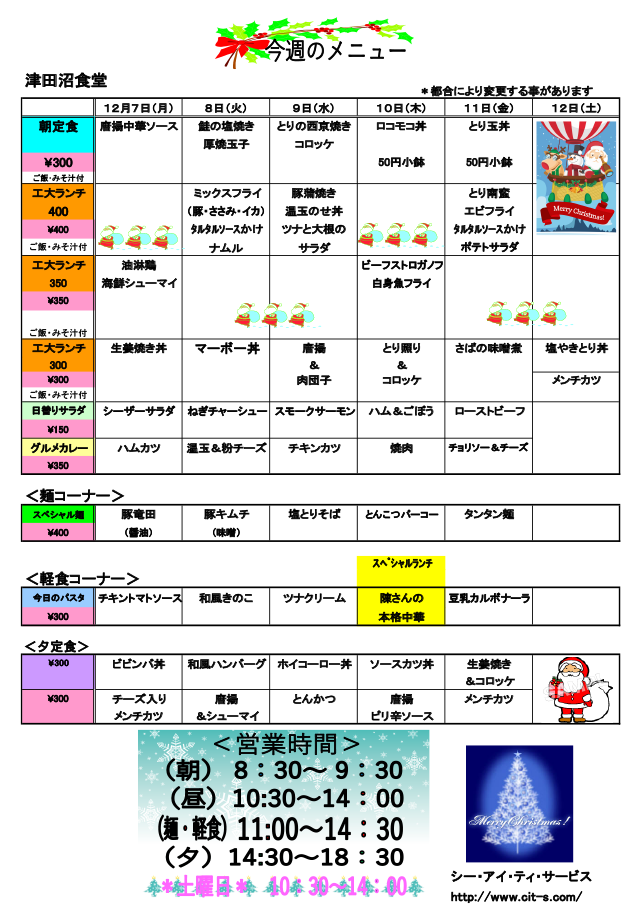 今週のメニュー
津田沼食堂
＊都合により変更する事があります
12月7日(月) 8日(火) 9日(水) 10日(木) 11日(金) 12日(土)
朝定食 唐揚中華ソース 鮭の塩焼き とりの西京焼き ロコモコ丼 とり玉丼
厚焼玉子 コロッケ
¥300 50円小鉢 50円小鉢
ご飯・みそ汁付
Merry Christmas!
工大ランチ ミックスフライ 豚蒲焼き とり南蛮
400 (豚・ささみ・イカ) 温玉のせ丼 エビフライ
¥400 タルタルソースかけ ツナと大根の タルタルソースかけ
ご飯・みそ汁付 ナムル サラダ ポテトサラダ
工大ランチ 油淋鶏 ビーフストロガノフ
350 海鮮シューマイ 白身魚フライ
¥350
ご飯・みそ汁付
工大ランチ 生姜焼き丼 マーボー丼 唐揚 とり照り さばの味噌煮 塩やきとり丼
300 & &
¥300 肉団子 コロッケ メンチカツ
ご飯・みそ汁付
日替りサラダ シーザーサラダ ねぎチャーシュー スモークサーモン ハム＆ごぼう ローストビーフ
¥150
グルメカレー ハムカツ 温玉＆粉チーズ チキンカツ 焼肉 チョリソー＆チーズ
¥350
＜麺コーナー＞
スペシャル麺 豚竜田 豚キムチ 塩とりそば とんこつパーコー タンタン麺
¥400 (醤油) (味噌)
スペシャルランチ
＜軽食コーナー＞
今日のパスタ チキントマトソース 和風きのこ ツナクリーム 陳さんの 豆乳カルボナーラ
¥300 本格中華
＜夕定食＞
¥300 ビビンバ丼 和風ハンバーグ ホイコーロー丼 ソースカツ丼 生姜焼き
＆コロッケ
¥300 チーズ入り 唐揚 とんかつ 唐揚 メンチカツ
メンチカツ ＆シューマイ ピリ辛ソース
＜営業時間＞
（朝） 8：30～ 9：30
（昼） 10:30～14：00
（麺・軽食） 11:00～14：30
（夕） 14:30～18：30
＊土曜日＊ 10：30～14：00
Merry Christmas!
シー・アイ・ティ・サービス
http://www.cit-s.com/